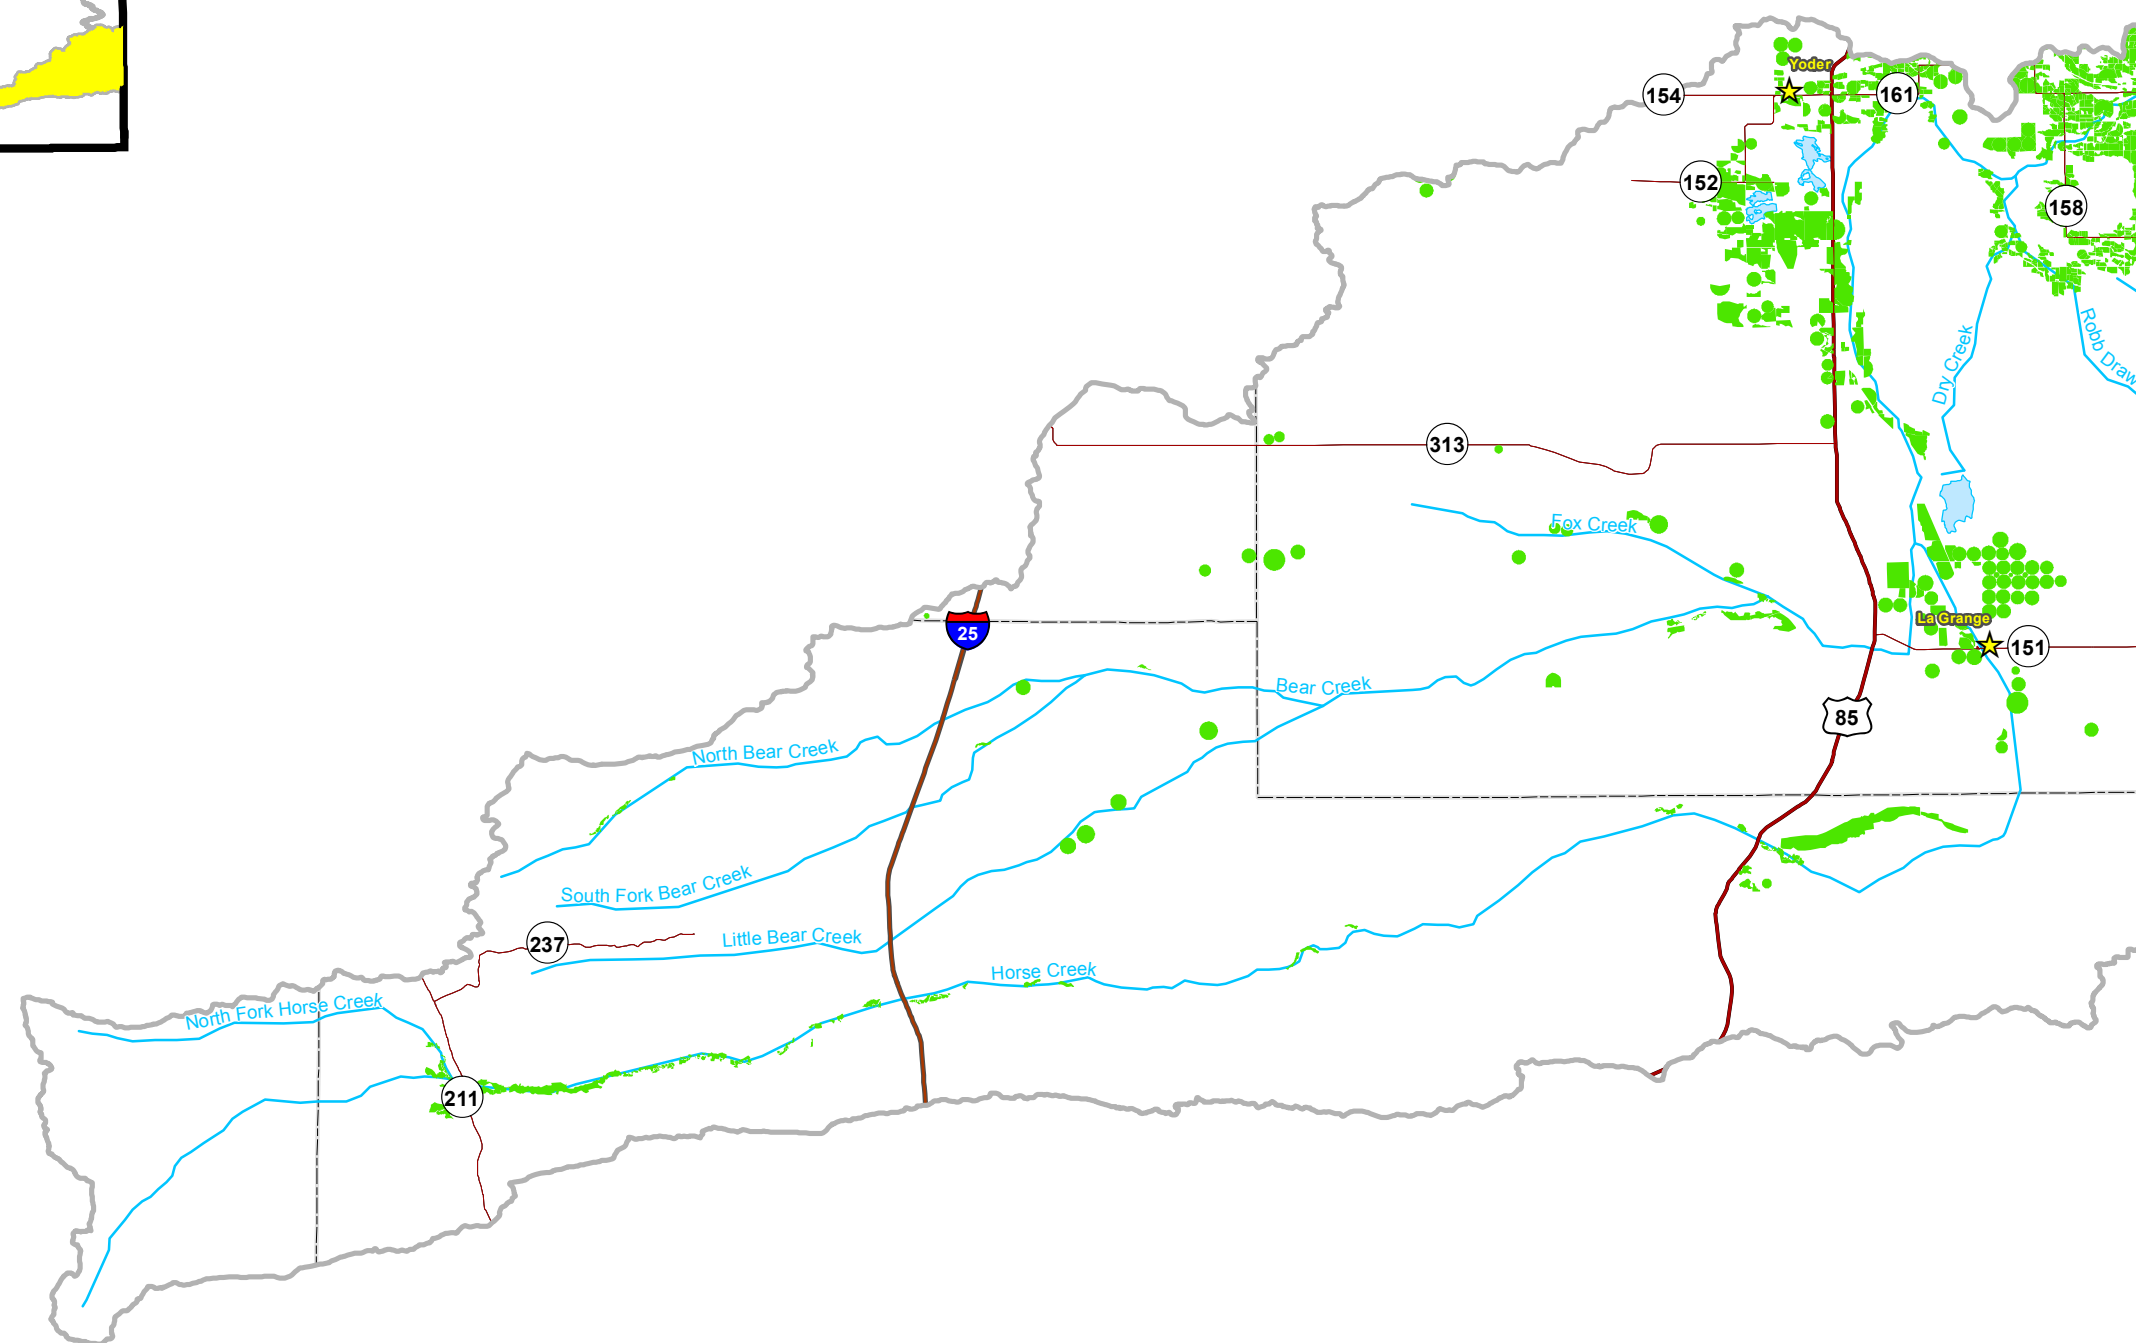 Yoder
154
161
152
158
Robb Draw
Dry Creek
313
Fox Creek
La Grange
25
151
Bear Creek
85
North Bear Creek
South Fork Bear Creek
237
Little Bear Creek
Horse Creek
North Fork Horse Creek
211